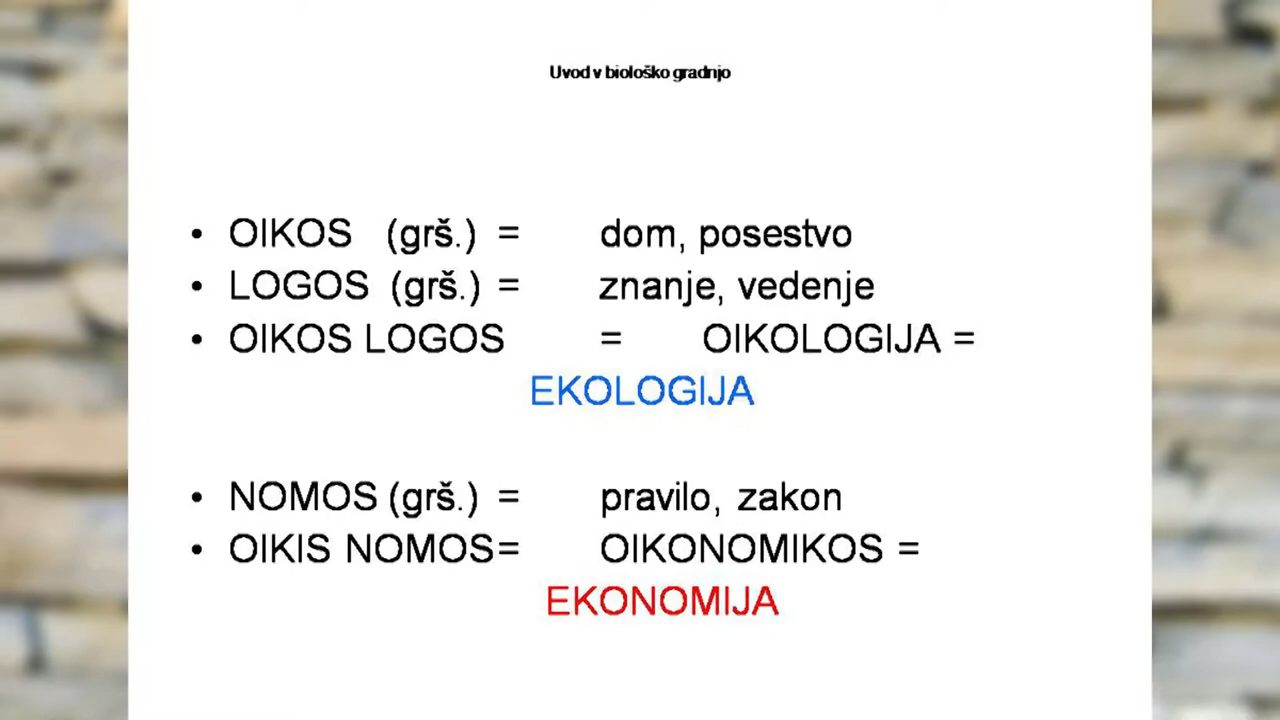 Uvod v biološko gradnjo
• OIKOS (grš.) = dom, posestvo
• LOGOS (grš.) = znanje, vedenje
• OIKOS LOGOS = OIKOLOGIJA =
EKOLOGIJA
• NOMOS (grš.) = pravilo, zakon
• OIKIS NOMOS= OIKONOMIKOS =
EKONOMIJA